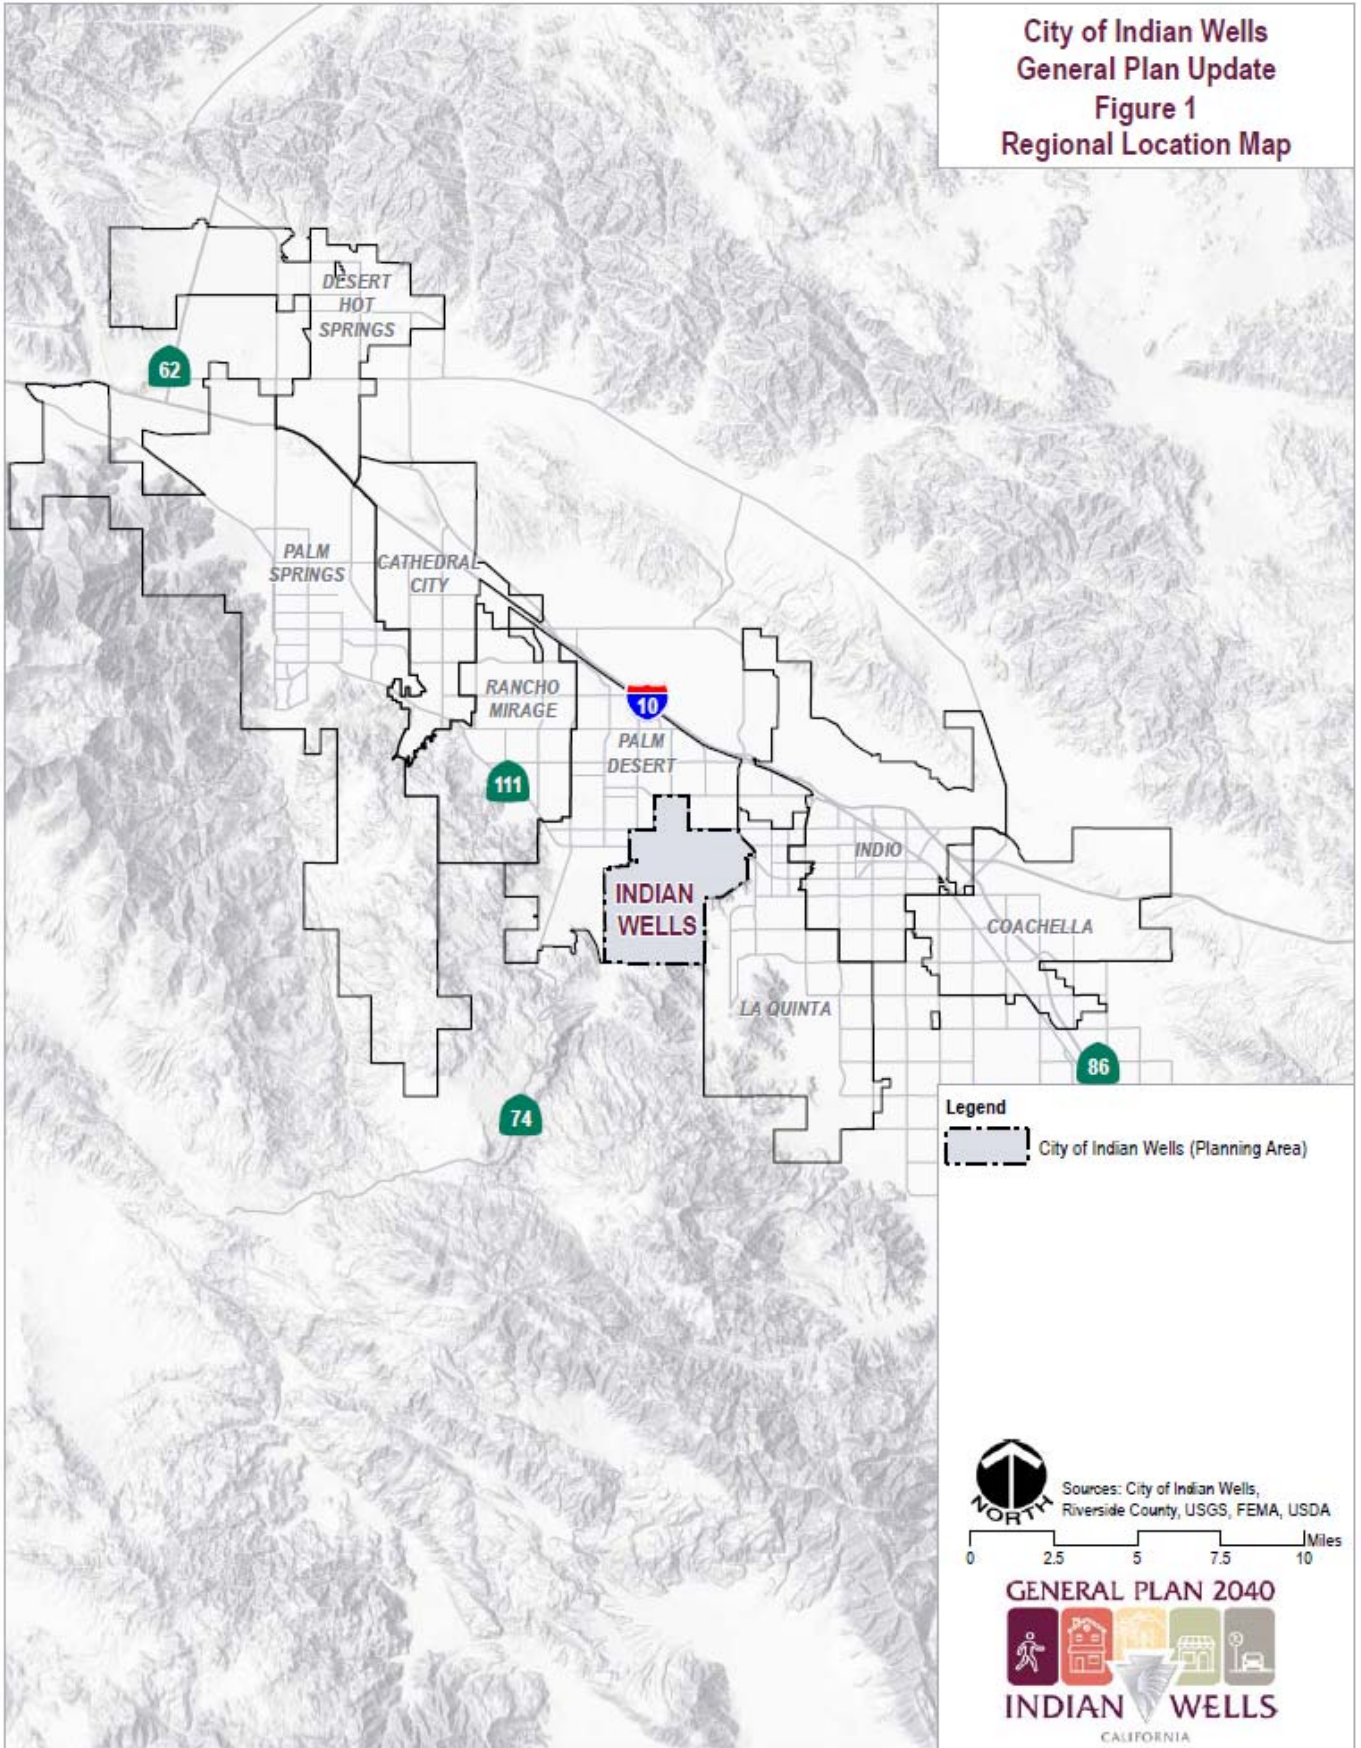 City of Indian Wells
General Plan Update
Figure 1
Regional Location Map
DESERT
HOT
SPRINGS
62
PALM
SPRINGS
CATHEDRAL
CITY
RANCHO
MIRAGE
10
PALM
DESERT
111
INDIO
INDIAN
WELLS
COACHELLA
LA QUINTA
86
74
Legend
City of Indian Wells (Planning Area)
NORTH
Sources: City of Indian Wells,
Riverside County, USGS, FEMA, USDA
Miles
0 2.5 5 7.5 10
GENERAL PLAN 2040
INDIAN WELLS
CALIFORNIA